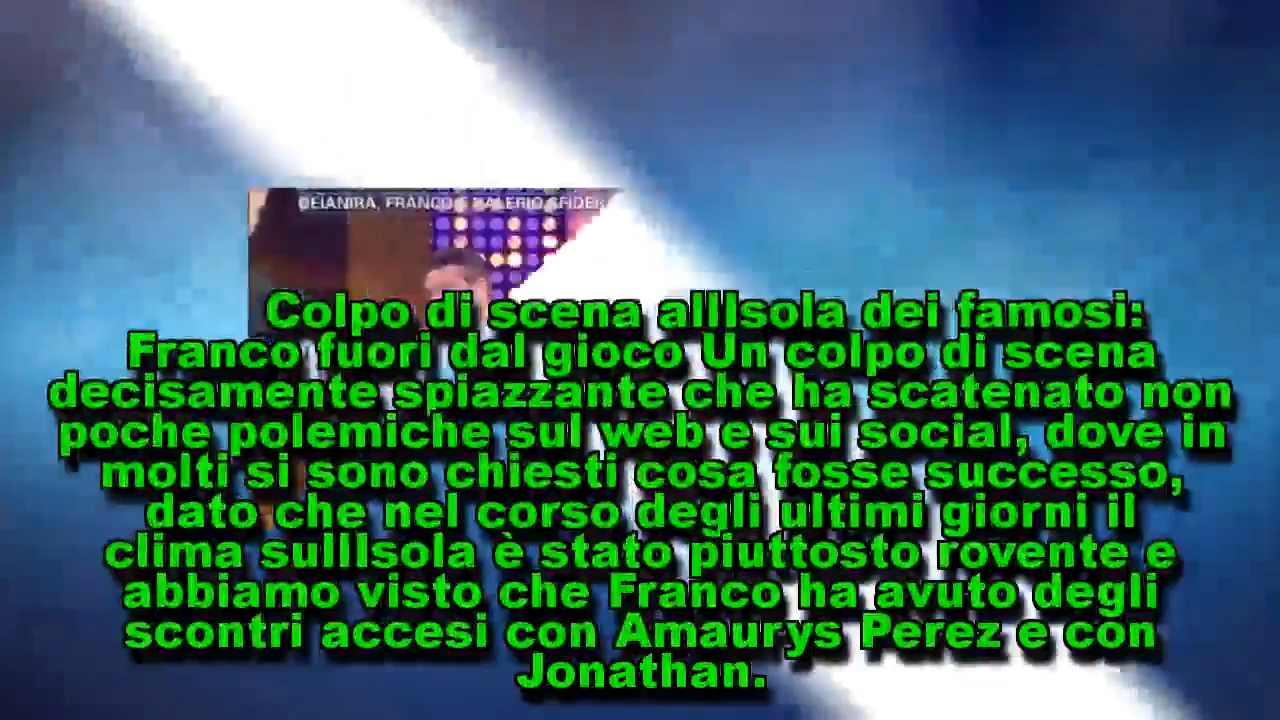 DEIANIRA, FRANCO E VALERIO SFIDER
Colpo di scena allIsola dei famosi:
Franco fuori dal gioco Un colpo di scena
decisamente spiazzante che ha scatenato non
poche polemiche sul web e sui social, dove in
molti si sono chiesti cosa fosse successo,
dato che nel corso degli ultimi giorni il
clima sullIsola è stato piuttosto rovente e
abbiamo visto che Franco ha avuto degli
scontri accesi con Amaurys Perez e con
Jonathan.